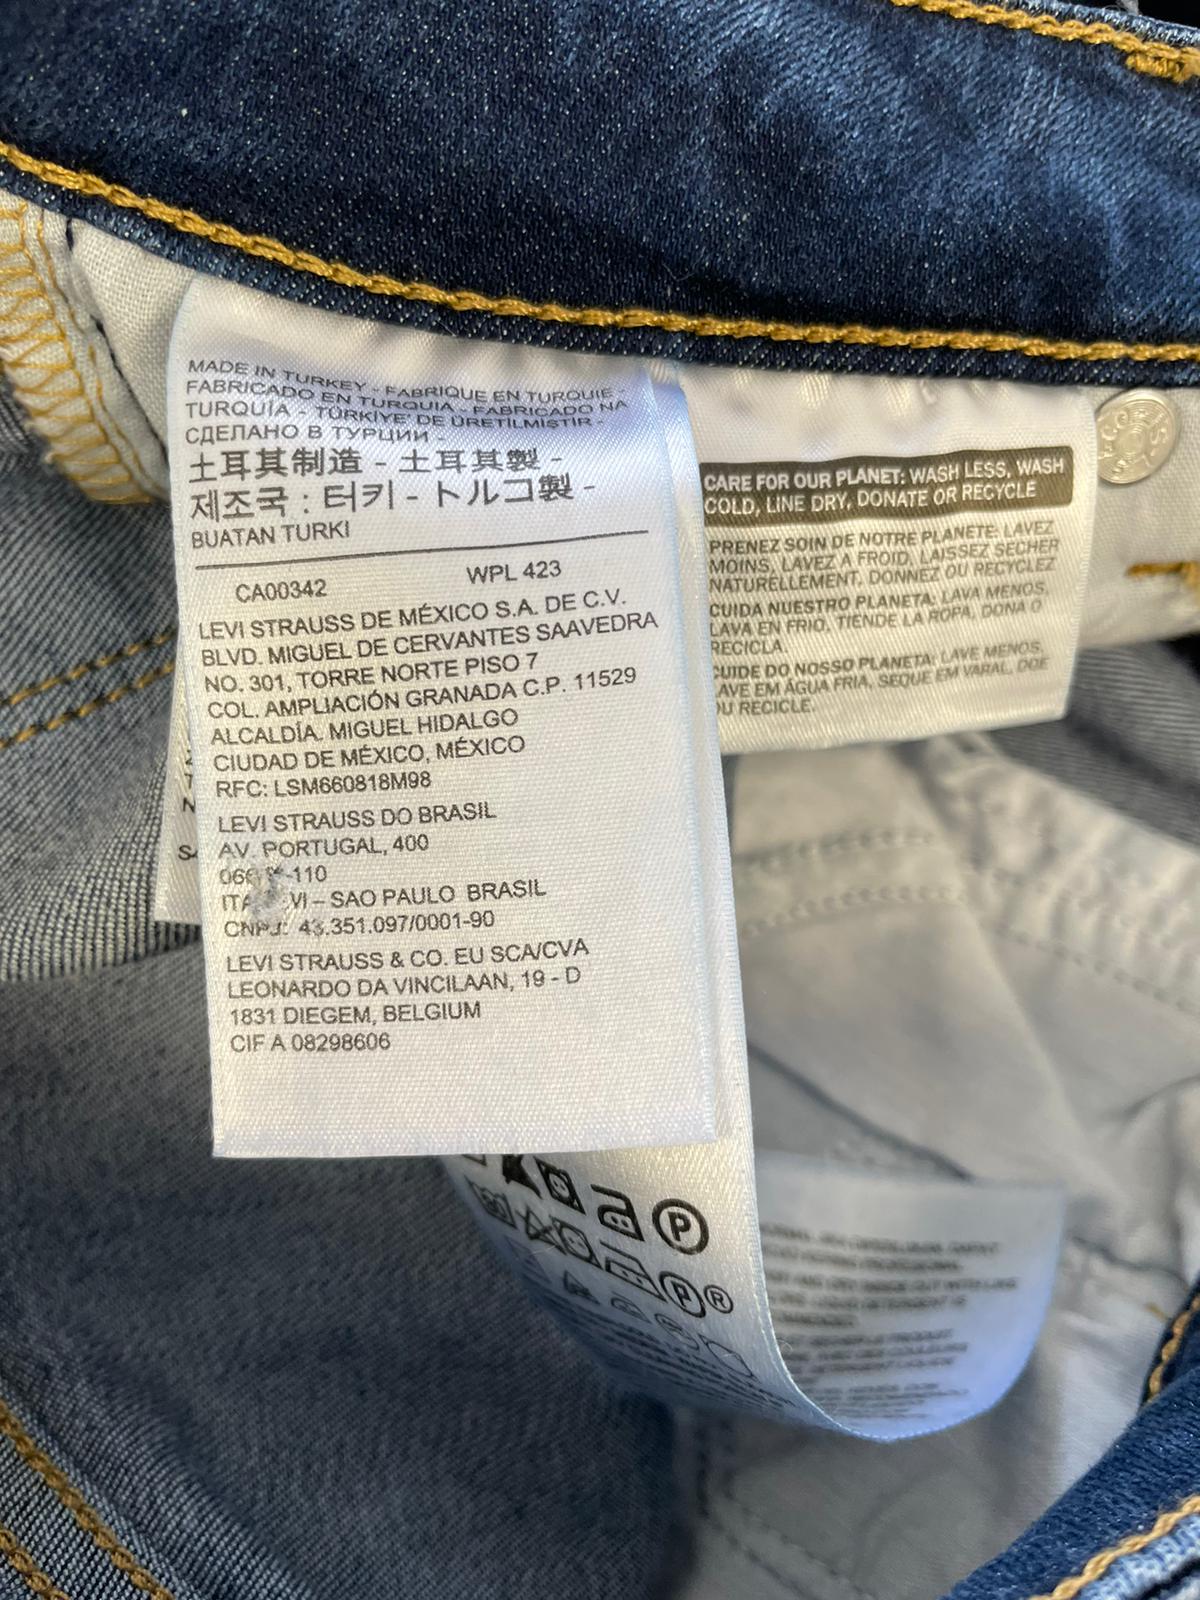 MADE IN TURKEY - FABRIQUE EN TURQUIE -
FABRICADO EN TURQUIA - FABRICADO NA
TURQUIA - TÜRKİYE' DE ÜRETİLMİSTİR -
СДЕЛАНО В ТУРЦИИ -
土耳其制造 - 土耳其製 -
제조국 : 터키 - トルコ製 -
BUATAN TURKI
CA00342 WPL 423
LEVI STRAUSS DE MÉXICO S.A. DE C.V.
BLVD. MIGUEL DE CERVANTES SAAVEDRA
NO. 301, TORRE NORTE PISO 7
COL. AMPLIACIÓN GRANADA C.P. 11529
ALCALDÍA. MIGUEL HIDALGO
CIUDAD DE MÉXICO, MÉXICO
RFC: LSM660818M98
LEVI STRAUSS DO BRASIL
AV. PORTUGAL, 400
-110
– SAO PAULO BRASIL
CNPJ: 43.351.097/0001-90
LEVI STRAUSS & CO. EU SCA/CVA
LEONARDO DA VINCILAAN, 19 - D
1831 DIEGEM, BELGIUM
CIF A 08298606
CARE FOR OUR PLANET: WASH LESS, WASH
COLD, LINE DRY, DONATE OR RECYCLE
PRENEZ SOIN DE NOTRE PLANETE: LAVEZ
MOINS, LAVEZ A FROID, LAISSEZ SECHER
NATURELLEMENT, DONNEZ OU RECYCLEZ
CUIDA NUESTRO PLANETA: LAVA MENOS,
LAVA EN FRIO, TIENDE LA ROPA, DONA O
RECICLA.
CUIDE DO NOSSO PLANETA: LAVE MENOS,
LAVE EM ÁGUA FRIA, SEQUE EM VARAL, DOE
OU RECICLE.
P
P R